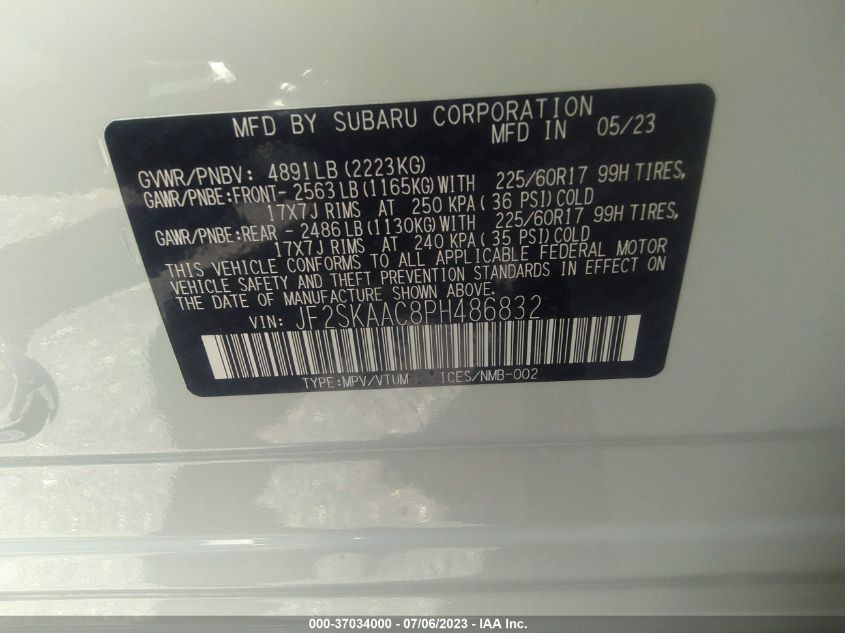 MFD BY SUBARU CORPORATION
MFD IN 05/23
GVWR/PNBV: 4891LB(2223KG)
GAWR/PNBE:FRONT- 2563LB(1165KG)WITH 225/60R17 99H TIRES,
17X7J RIMS AT 250 KPA( 36 PSI)COLD
GAWR/PNBE:REAR - 2486LB(1130KG)WITH 225/60R17 99H TIRES,
17X7J RIMS AT 240 KPA( 35 PSI)COLD
THIS VEHICLE CONFORMS TO ALL APPLICABLE FEDERAL MOTOR
VEHICLE SAFETY AND THEFT PREVENTION STANDARDS IN EFFECT ON
THE DATE OF MANUFACTURE SHOWN ABOVE.
VIN: JF2SKAAC8PH486832
TYPE:MPV/VTUM ICES/NMB-002
000-37034000 / 07/06/2023 - IAA Inc.